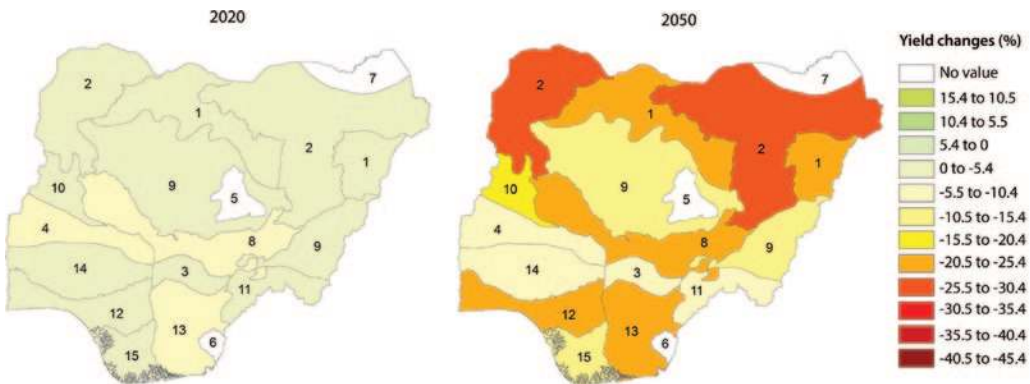 2020
2050
Yield changes (%)
No value
15.4 to 10.5
10.4 to 5.5
5.4 to 0
0 to -5.4
-5.5 to -10.4
-10.5 to -15.4
-15.5 to -20.4
-20.5 to -25.4
-25.5 to -30.4
-30.5 to -35.4
-35.5 to -40.4
-40.5 to -45.4
7
2
1
2
1
10
9
5
4
8
9
14
3
11
12
13
6
15
7
2
1
2
1
10
9
5
4
8
9
14
3
11
12
13
6
15